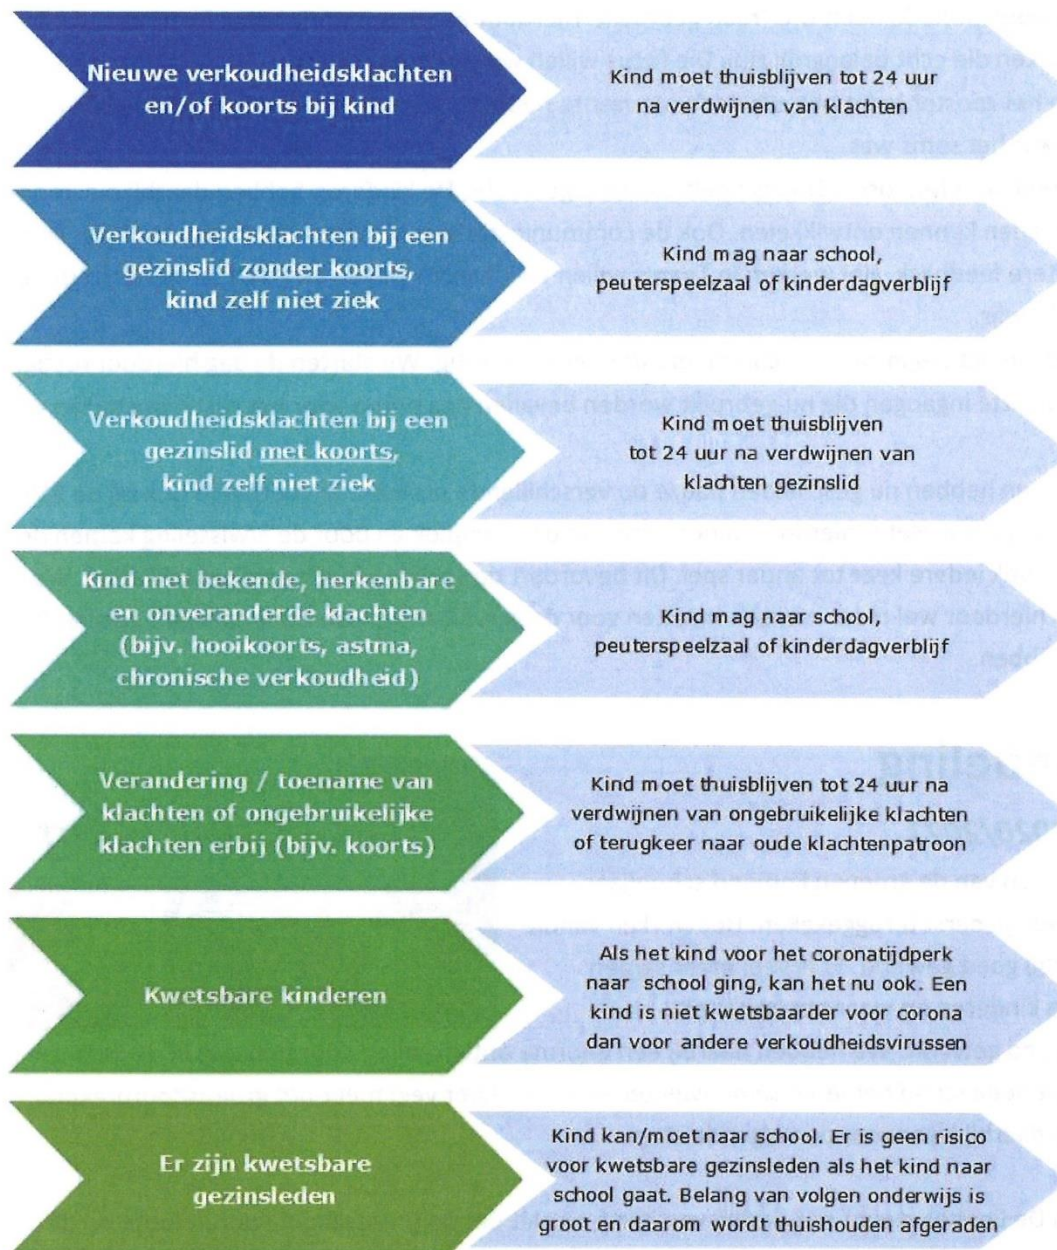 Nieuwe verkoudheidsklachten
en/of koorts bij kind
Kind moet thuisblijven tot 24 uur
na verdwijnen van klachten
Verkoudheidsklachten bij een
gezinslid zonder koorts,
kind zelf niet ziek
Kind mag naar school,
peuterspeelzaal of kinderdagverblijf
Verkoudheidsklachten bij een
gezinslid met koorts,
kind zelf niet ziek
Kind moet thuisblijven
tot 24 uur na verdwijnen van
klachten gezinslid
Kind met bekende, herkenbare
en onveranderde klachten
(bijv. hooikoorts, astma,
chronische verkoudheid)
Kind mag naar school,
peuterspeelzaal of kinderdagverblijf
Verandering / toename van
klachten of ongebruikelijke
klachten erbij (bijv. koorts)
Kind moet thuisblijven tot 24 uur na
verdwijnen van ongebruikelijke klachten
of terugkeer naar oude klachtenpatroon
Kwetsbare kinderen
Als het kind voor het coronatijdperk
naar school ging, kan het nu ook. Een
kind is niet kwetsbaarder voor corona
dan voor andere verkoudheidsvirussen
Er zijn kwetsbare
gezinsleden
Kind kan/moet naar school. Er is geen risico
voor kwetsbare gezinsleden als het kind naar
school gaat. Belang van volgen onderwijs is
groot en daarom wordt thuishouden afgeraden